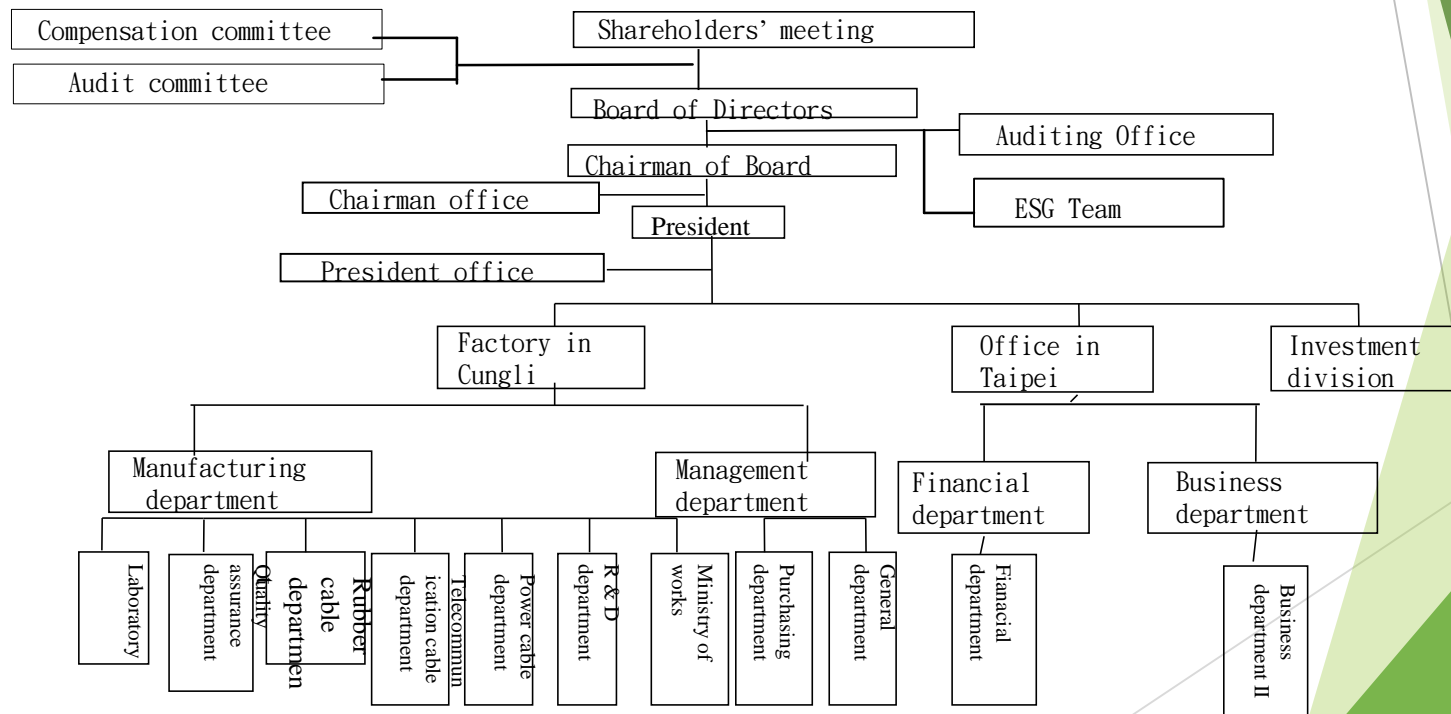 Compensation committee
Shareholders’ meeting
Audit committee
Board of Directors
Auditing Office
Chairman of Board
Chairman office
ESG Team
President
President office
Factory in
Cungli
Office in
Taipei
Investment
division
Manufacturing
department
Management
department
Financial
department
Business
department
Laboratory
Quality
assurance
department
Rubber
cable
departmen
Telecommun
ication cable
department
Power cable
department
R & D
department
Ministry of
works
Purchasing
department
General
department
Fianacial
department
Business
department II